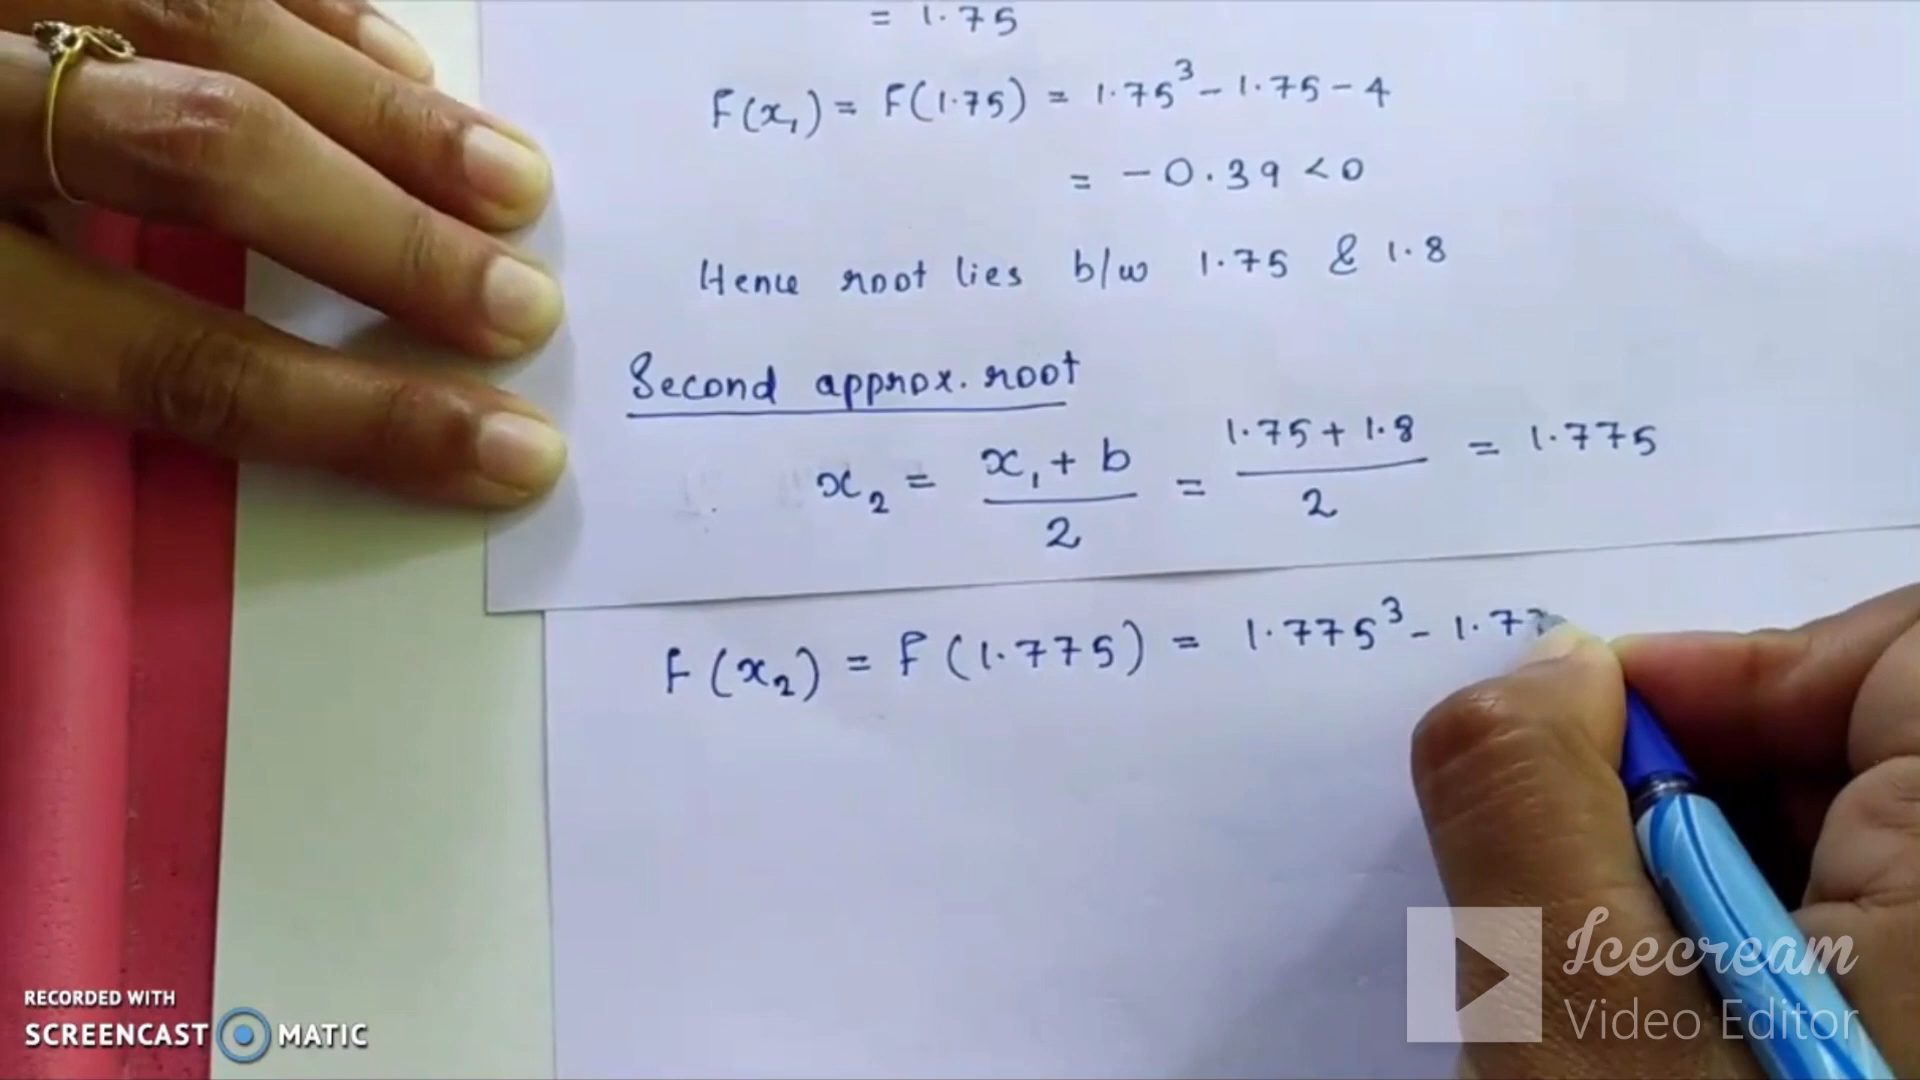 = 1.75
F(x₁) = F(1.75) = 1.75³ - 1.75 - 4
= -0.39 < 0
Hence root lies b/w 1.75 & 1.8
Second approx. root
x₂ = (x₁ + b)/2 = (1.75 + 1.8)/2 = 1.775
F(x₂) = F(1.775) = 1.775³ - 1.77
RECORDED WITH
SCREENCAST MATIC
Icecream
Video Editor